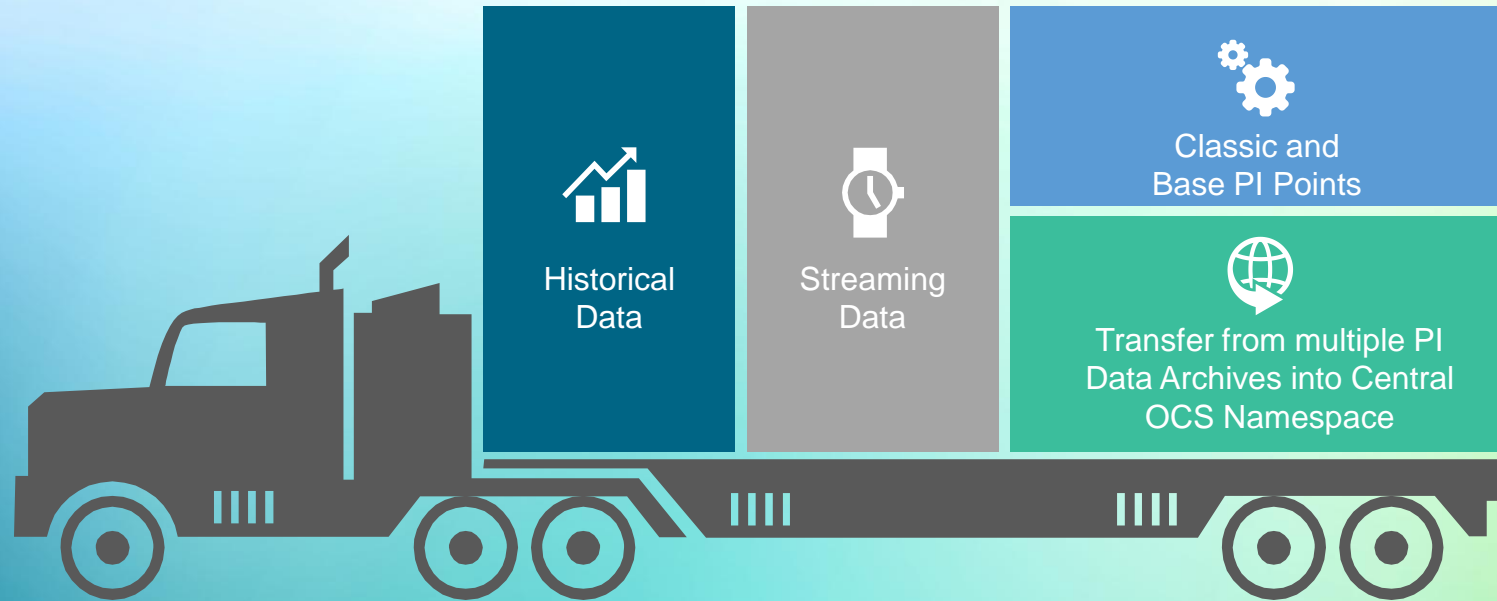 Historical
Data
Streaming
Data
Classic and
Base PI Points
Transfer from multiple PI
Data Archives into Central
OCS Namespace